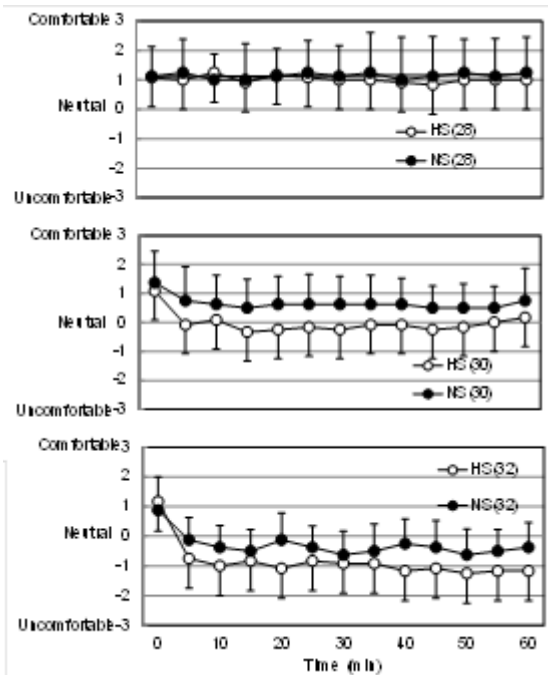 Comfortable 3
2
1
Neutral 0
-1
-2
Uncomfortable-3
HS(28)
NS(28)
Comfortable 3
2
1
Neutral 0
-1
-2
Uncomfortable-3
HS(30)
NS(30)
Comfortable 3
2
1
Neutral 0
-1
-2
Uncomfortable-3
HS(32)
NS(32)
0 10 20 30 40 50 60
Time (min)